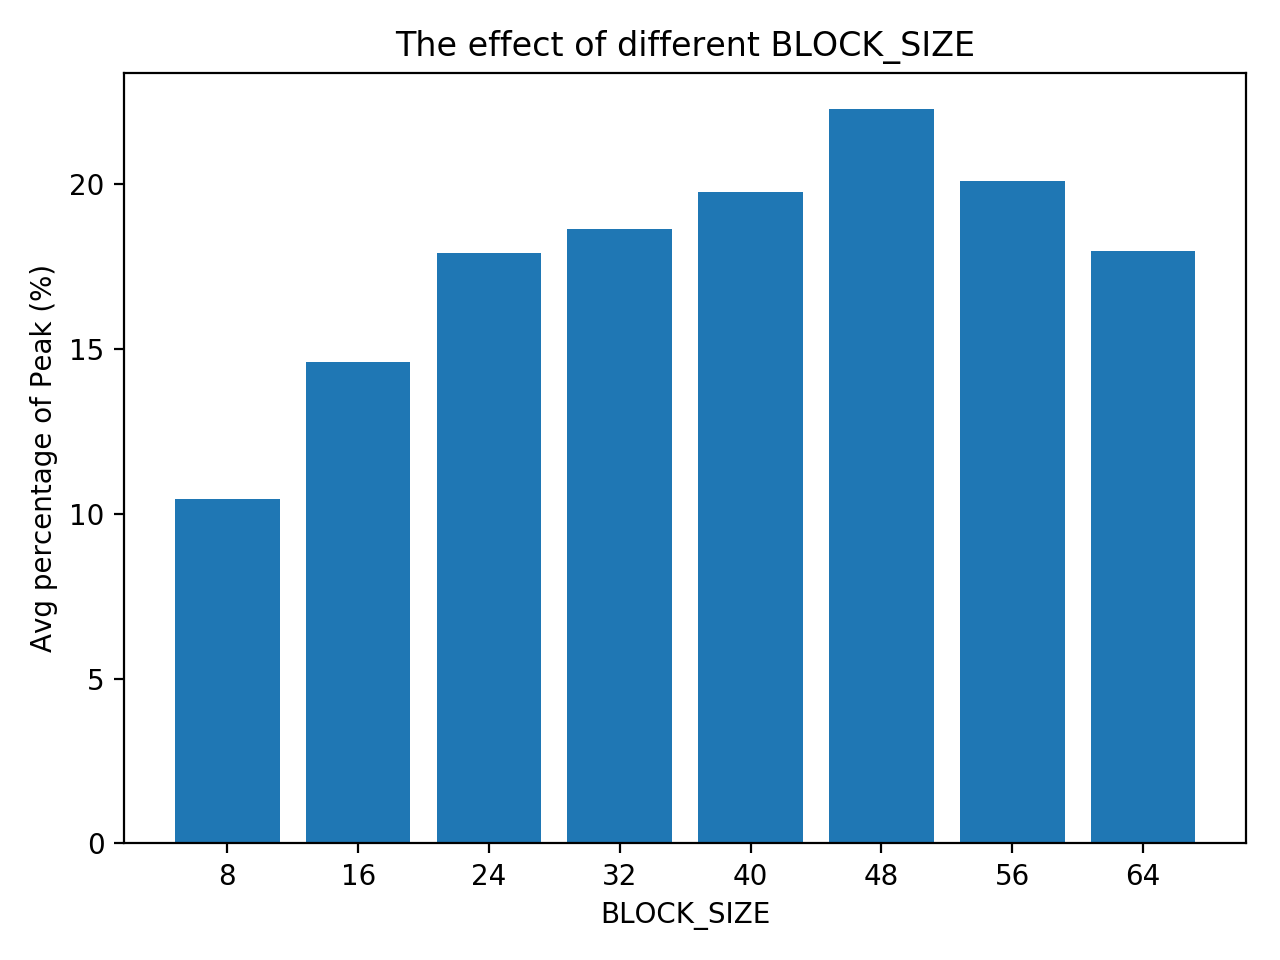 The effect of different BLOCK_SIZE
Avg percentage of Peak (%)
20
15
10
5
0
8 16 24 32 40 48 56 64
BLOCK_SIZE